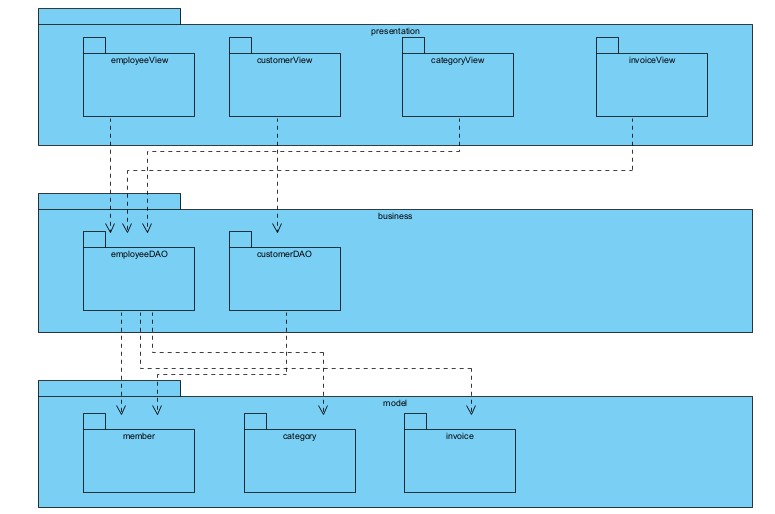 presentation
employeeView
customerView
categoryView
invoiceView
business
employeeDAO
customerDAO
model
member
category
invoice